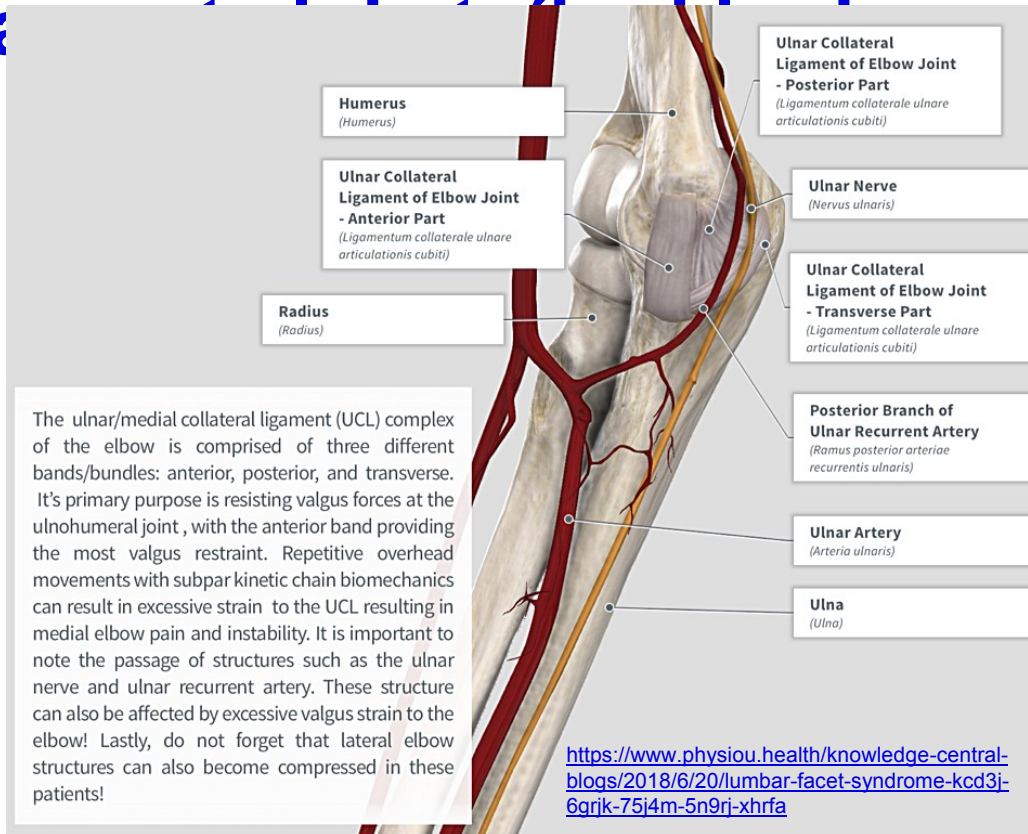 Humerus
(Humerus)
Ulnar Collateral
Ligament of Elbow Joint
- Anterior Part
(Ligamentum collaterale ulnare
articulationis cubiti)
Radius
(Radius)
Ulnar Collateral
Ligament of Elbow Joint
- Posterior Part
(Ligamentum collaterale ulnare
articulationis cubiti)
Ulnar Nerve
(Nervus ulnaris)
Ulnar Collateral
Ligament of Elbow Joint
- Transverse Part
(Ligamentum collaterale ulnare
articulationis cubiti)
Posterior Branch of
Ulnar Recurrent Artery
(Ramus posterior arteriae
recurrentis ulnaris)
Ulnar Artery
(Arteria ulnaris)
Ulna
(Ulna)
The ulnar/medial collateral ligament (UCL) complex
of the elbow is comprised of three different
bands/bundles: anterior, posterior, and transverse.
It's primary purpose is resisting valgus forces at the
ulnohumeral joint , with the anterior band providing
the most valgus restraint. Repetitive overhead
movements with subpar kinetic chain biomechanics
can result in excessive strain to the UCL resulting in
medial elbow pain and instability. It is important to
note the passage of structures such as the ulnar
nerve and ulnar recurrent artery. These structure
can also be affected by excessive valgus strain to the
elbow! Lastly, do not forget that lateral elbow
structures can also become compressed in these
patients!
https://www.physiou.health/knowledge-central-
blogs/2018/6/20/lumbar-facet-syndrome-kcd3j-
6grjk-75j4m-5n9rj-xhrfa